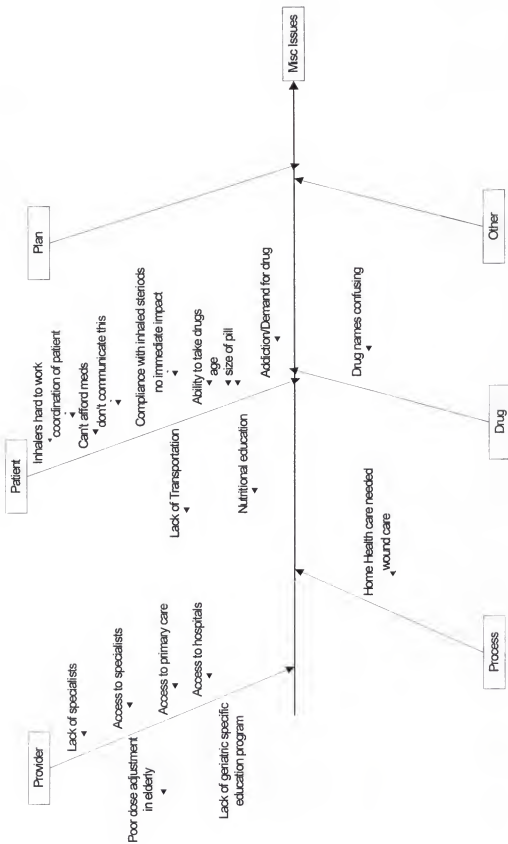 Provider
Lack of specialists
Access to specialists
Access to primary care
Access to hospitals
Poor dose adjustment
in elderly
Lack of geriatric specific
education program
Patient
Inhalers hard to work
coordination of patient
Can't afford meds
don't communicate this
Compliance with inhaled steriods
no immediate impact
Ability to take drugs
age
size of pill
Addiction/Demand for drug
Lack of Transportation
Nutritional education
Plan
Misc Issues
Process
Home Health care needed
wound care
Drug
Drug names confusing
Other